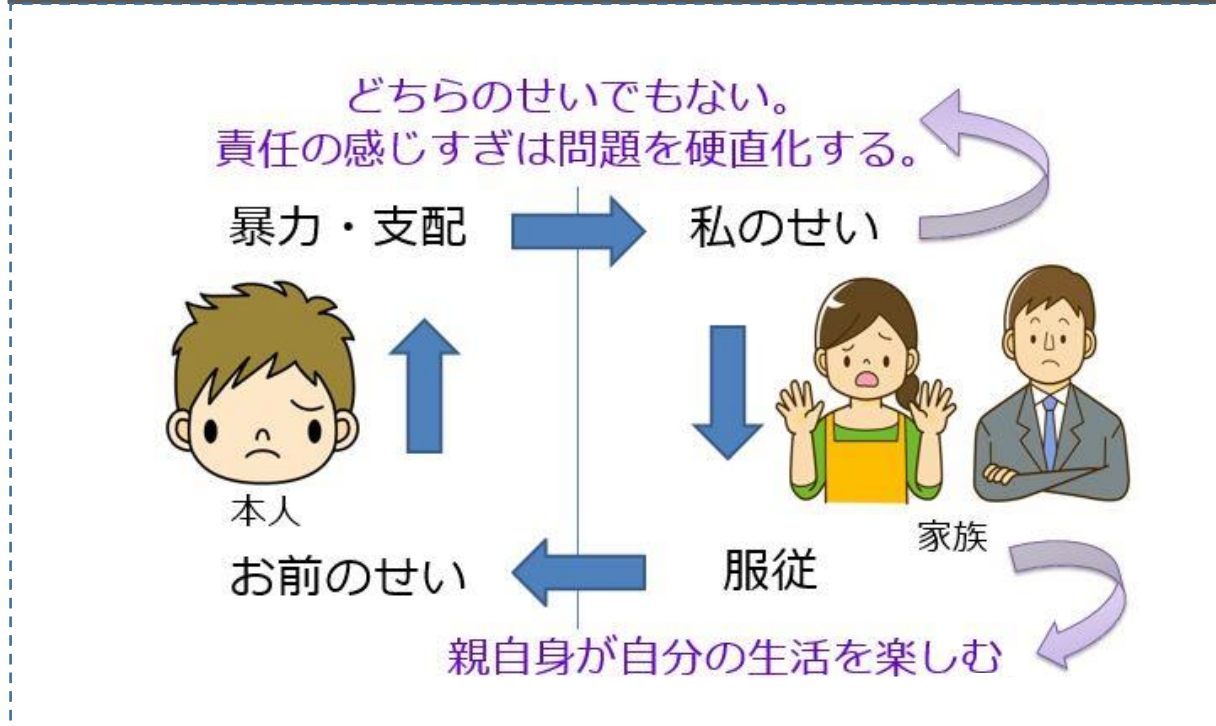 どちらのせいでもない。
責任の感じすぎは問題を硬直化する。
暴力・支配
私のせい
本人
家族
お前のせい
服従
親自身が自分の生活を楽しむ